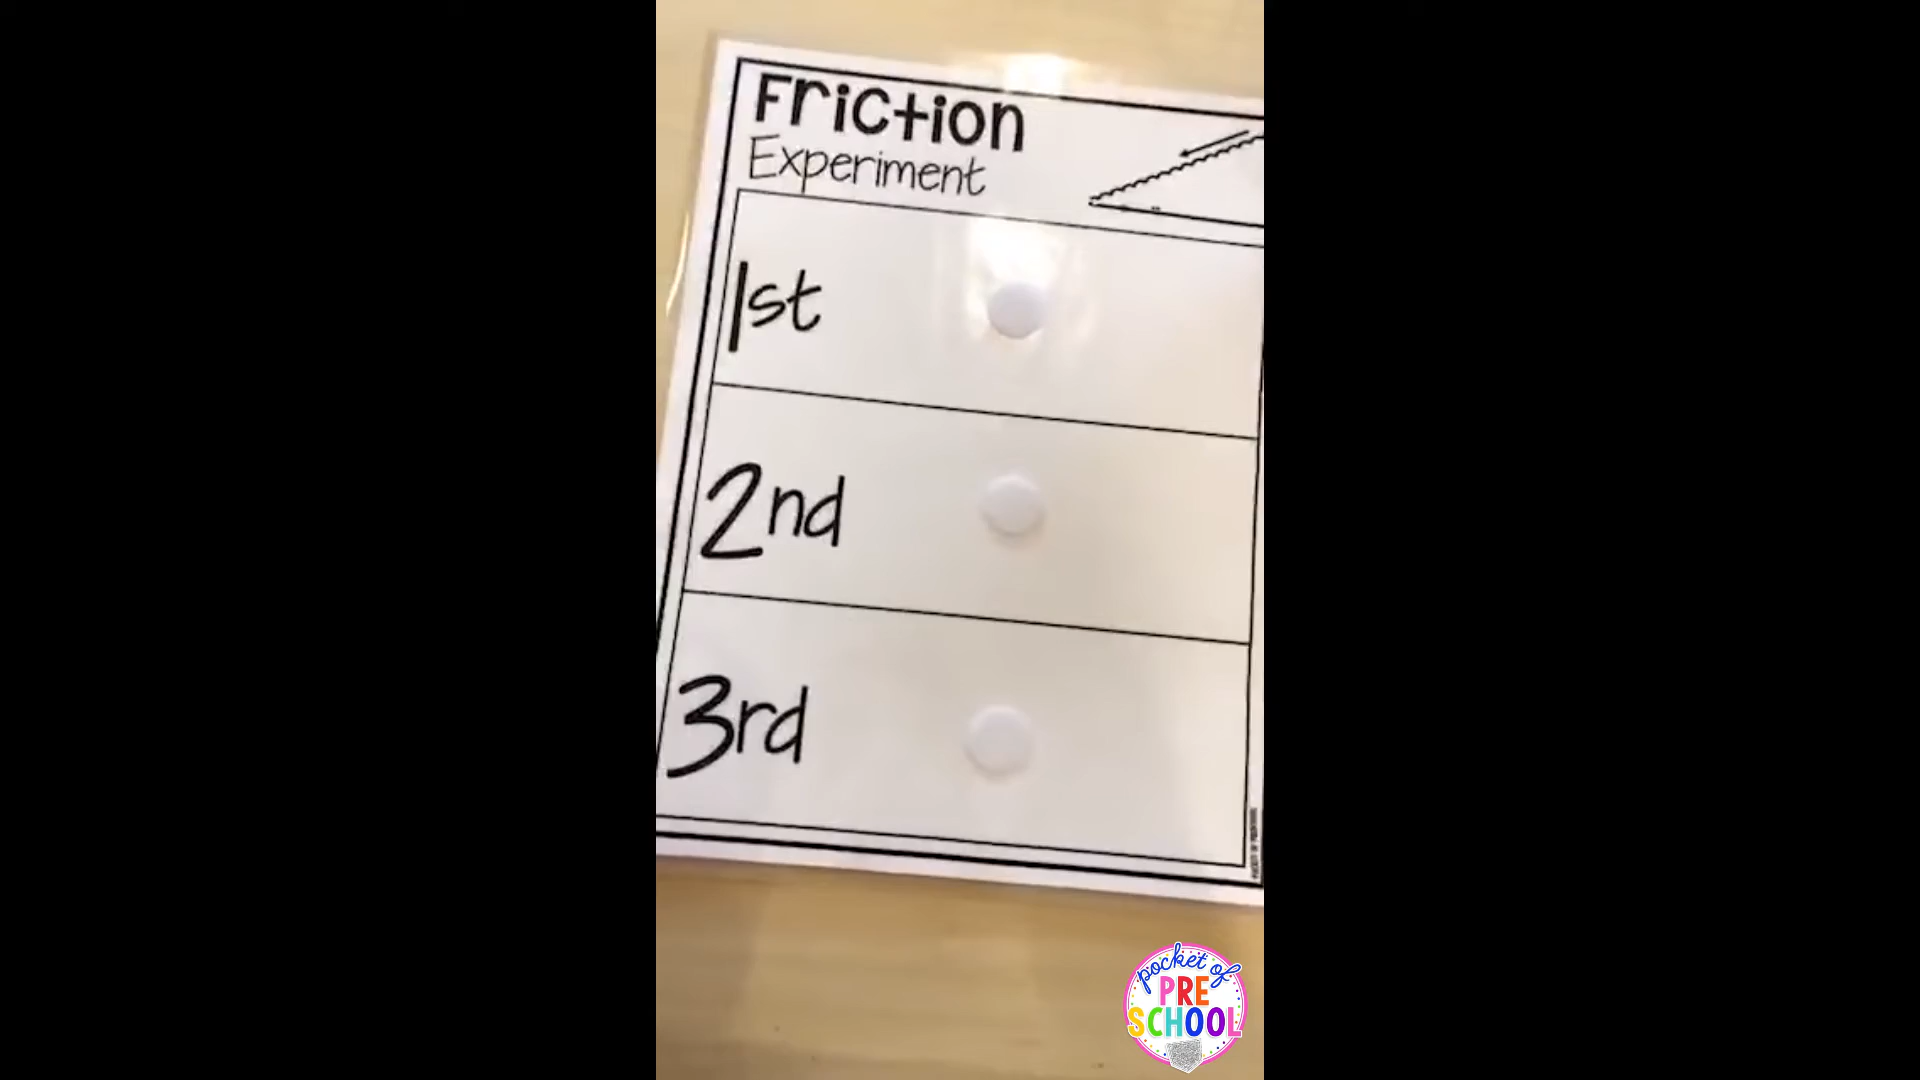 Friction
Experiment
1st
2nd
3rd
pocket of
PRE
SCHOOL